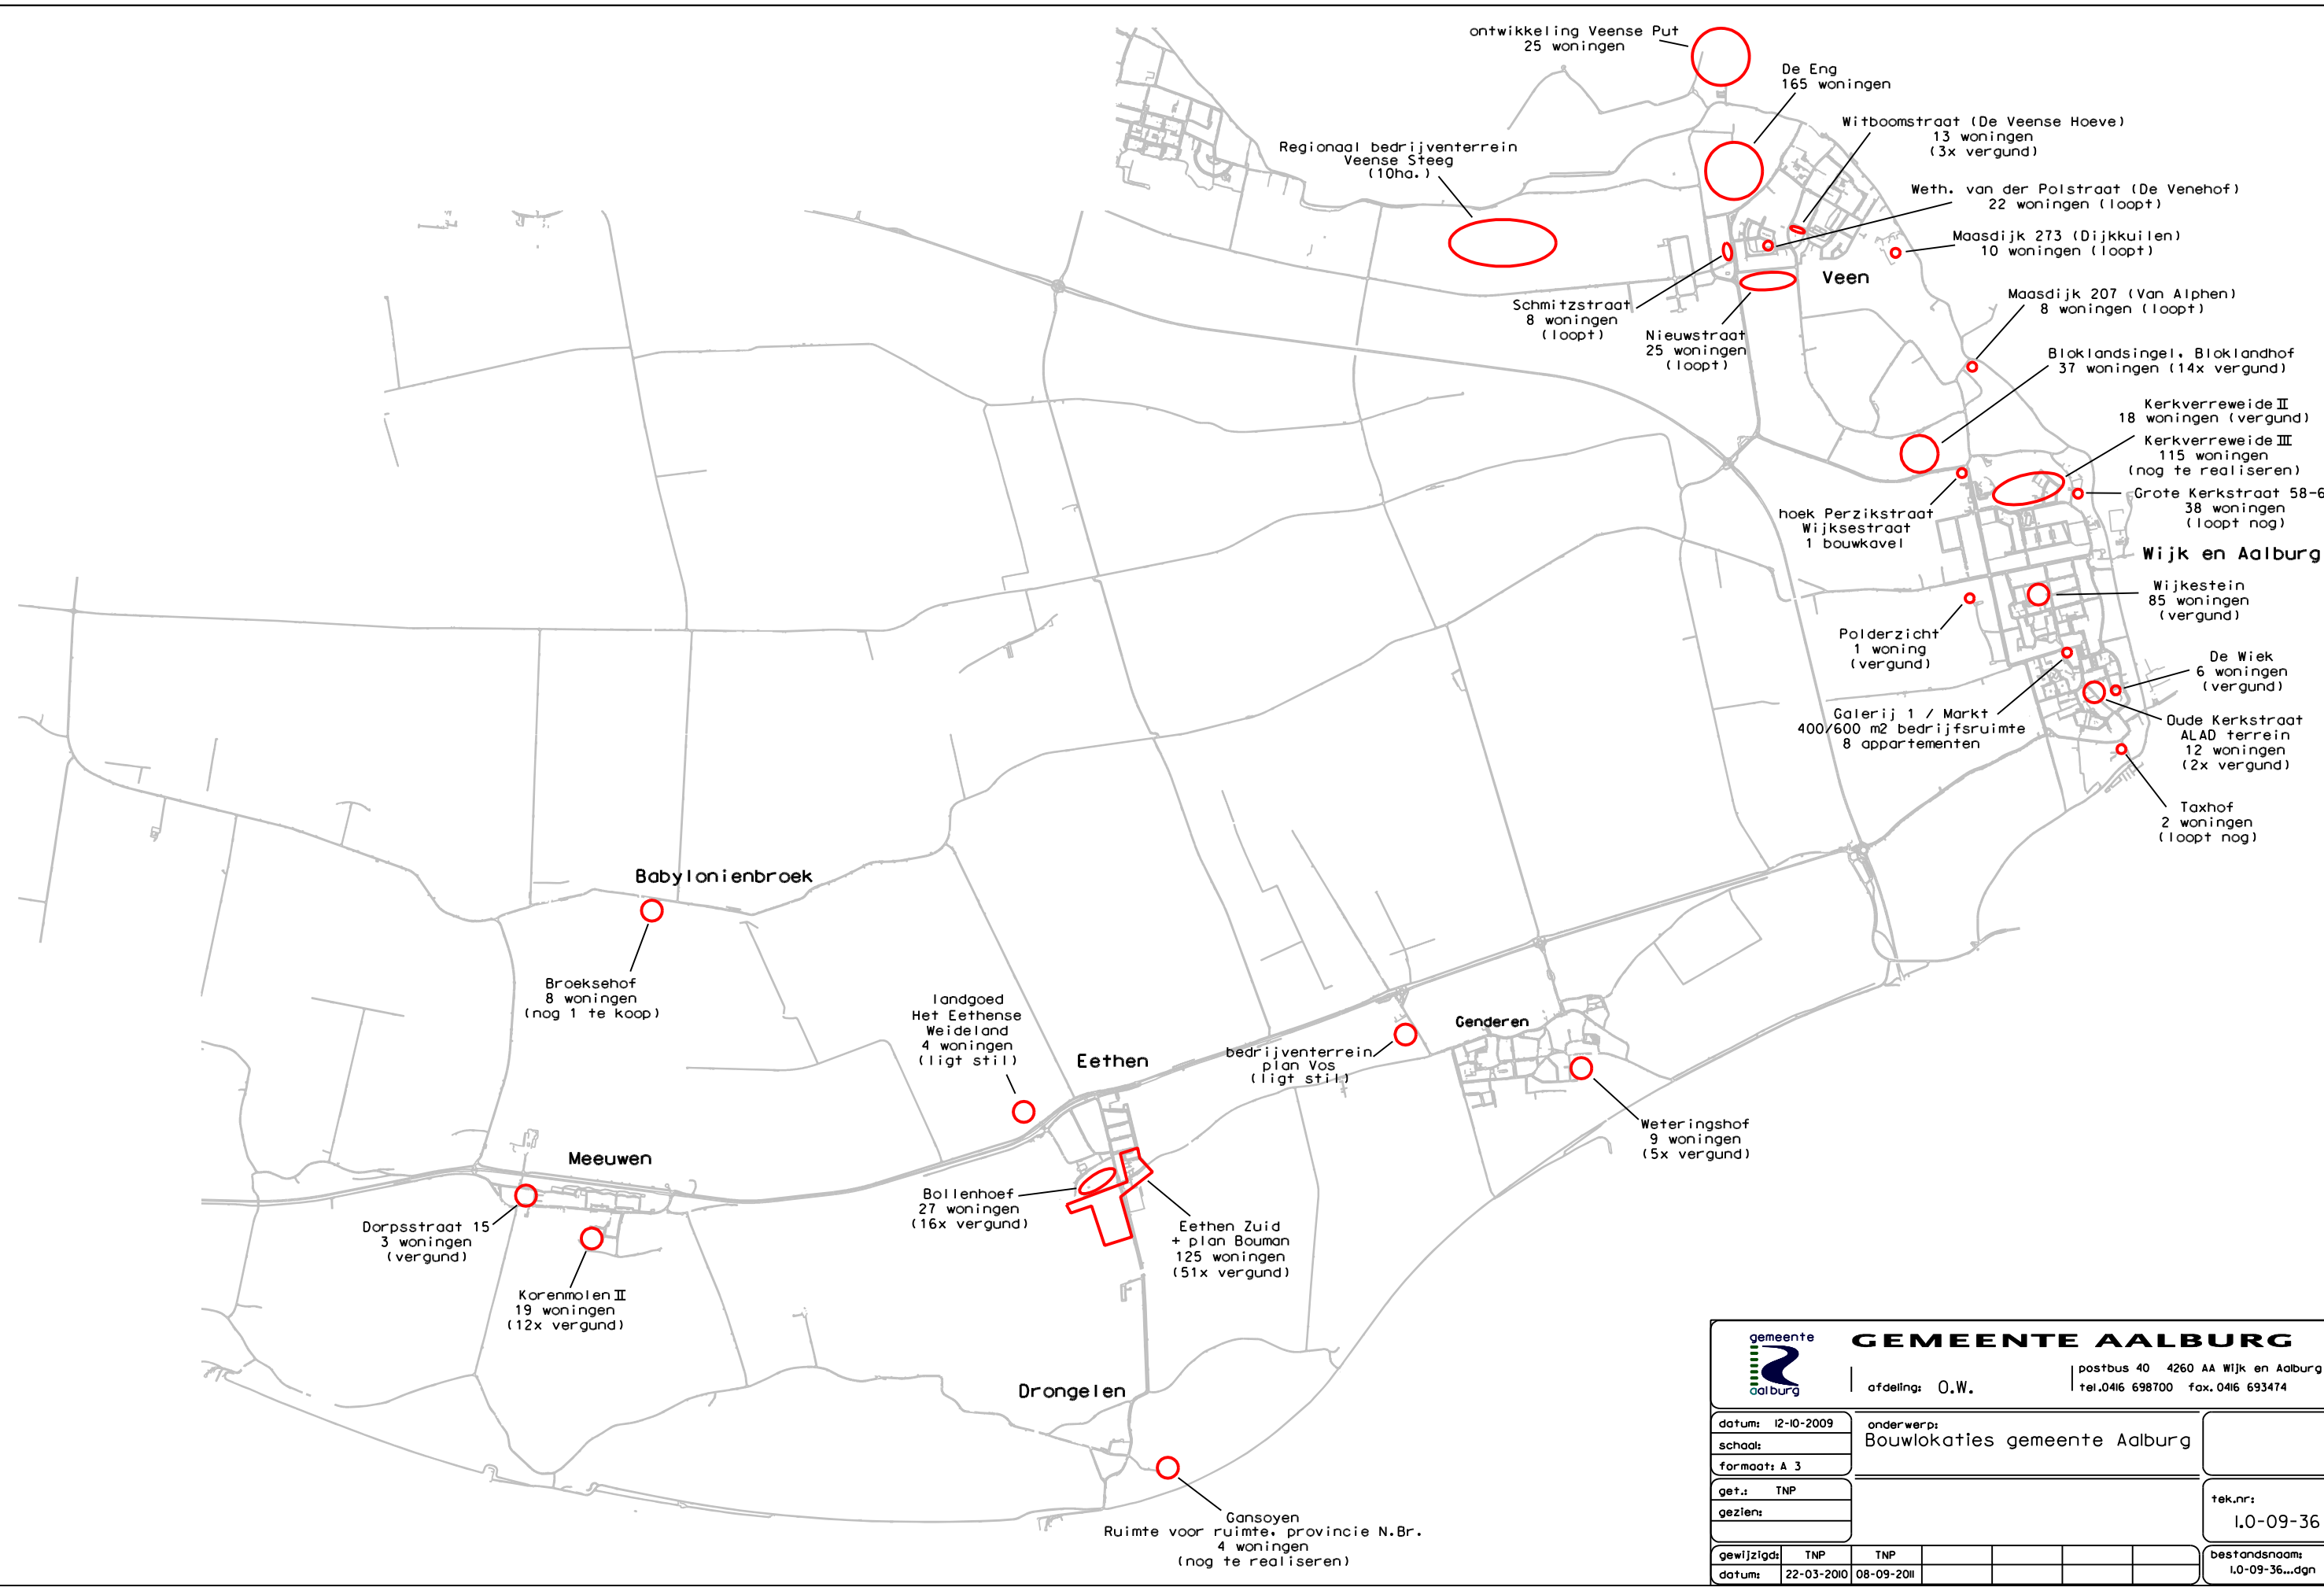 ontwikkeling Veense Put
25 woningen
De Eng
165 woningen
Witboomstraat (De Veense Hoeve)
13 woningen
(3x vergund)
Regionaal bedrijventerrein
Veense Steeg
(10ha.)
Weth. van der Polstraat (De Venehof)
22 woningen (loopt)
Maasdijk 273 (Dijkkuilen)
10 woningen (loopt)
Veen
Schmitzstraat
8 woningen
(loopt)
Nieuwstraat
25 woningen
(loopt)
Maasdijk 207 (Van Alphen)
8 woningen (loopt)
Bloklandsingel, Bloklandhof
37 woningen (14x vergund)
Kerkverreweide II
18 woningen (vergund)
Kerkverreweide III
115 woningen
(nog te realiseren)
Grote Kerkstraat 58-6
38 woningen
(loopt nog)
hoek Perzikstraat
Wijksestraat
1 bouwkavel
Wijk en Aalburg
Wijkestein
85 woningen
(vergund)
Polderzicht
1 woning
(vergund)
De Wiek
6 woningen
(vergund)
Galerij 1 / Markt
400/600 m2 bedrijfsruimte
8 appartementen
Oude Kerkstraat
ALAD terrein
12 woningen
(2x vergund)
Taxhof
2 woningen
(loopt nog)
Babylonienbroek
Broeksehof
8 woningen
(nog 1 te koop)
landgoed
Het Eethense
Weideland
4 woningen
(ligt stil)
Eethen
bedrijventerrein
plan Vos
(ligt stil)
Genderen
Weteringshof
9 woningen
(5x vergund)
Meeuwen
Dorpsstraat 15
3 woningen
(vergund)
Korenmolen II
19 woningen
(12x vergund)
Bollenhoef
27 woningen
(16x vergund)
Eethen Zuid
+ plan Bouman
125 woningen
(51x vergund)
Drongelen
Gansoyen
Ruimte voor ruimte, provincie N.Br.
4 woningen
(nog te realiseren)
gemeente
aalburg
GEMEENTE AALBURG
afdeling: O.W.
postbus 40 4260 AA Wijk en Aalburg
tel.0416 698700 fax. 0416 693474
datum: 12-10-2009
schaal:
formaat: A 3
onderwerp:
Bouwlokaties gemeente Aalburg
get.: TNP
gezien:
tek.nr:
1.0-09-36
gewijzigd: TNP TNP
datum: 22-03-2010 08-09-2011
bestandsnaam:
1.0-09-36...dgn